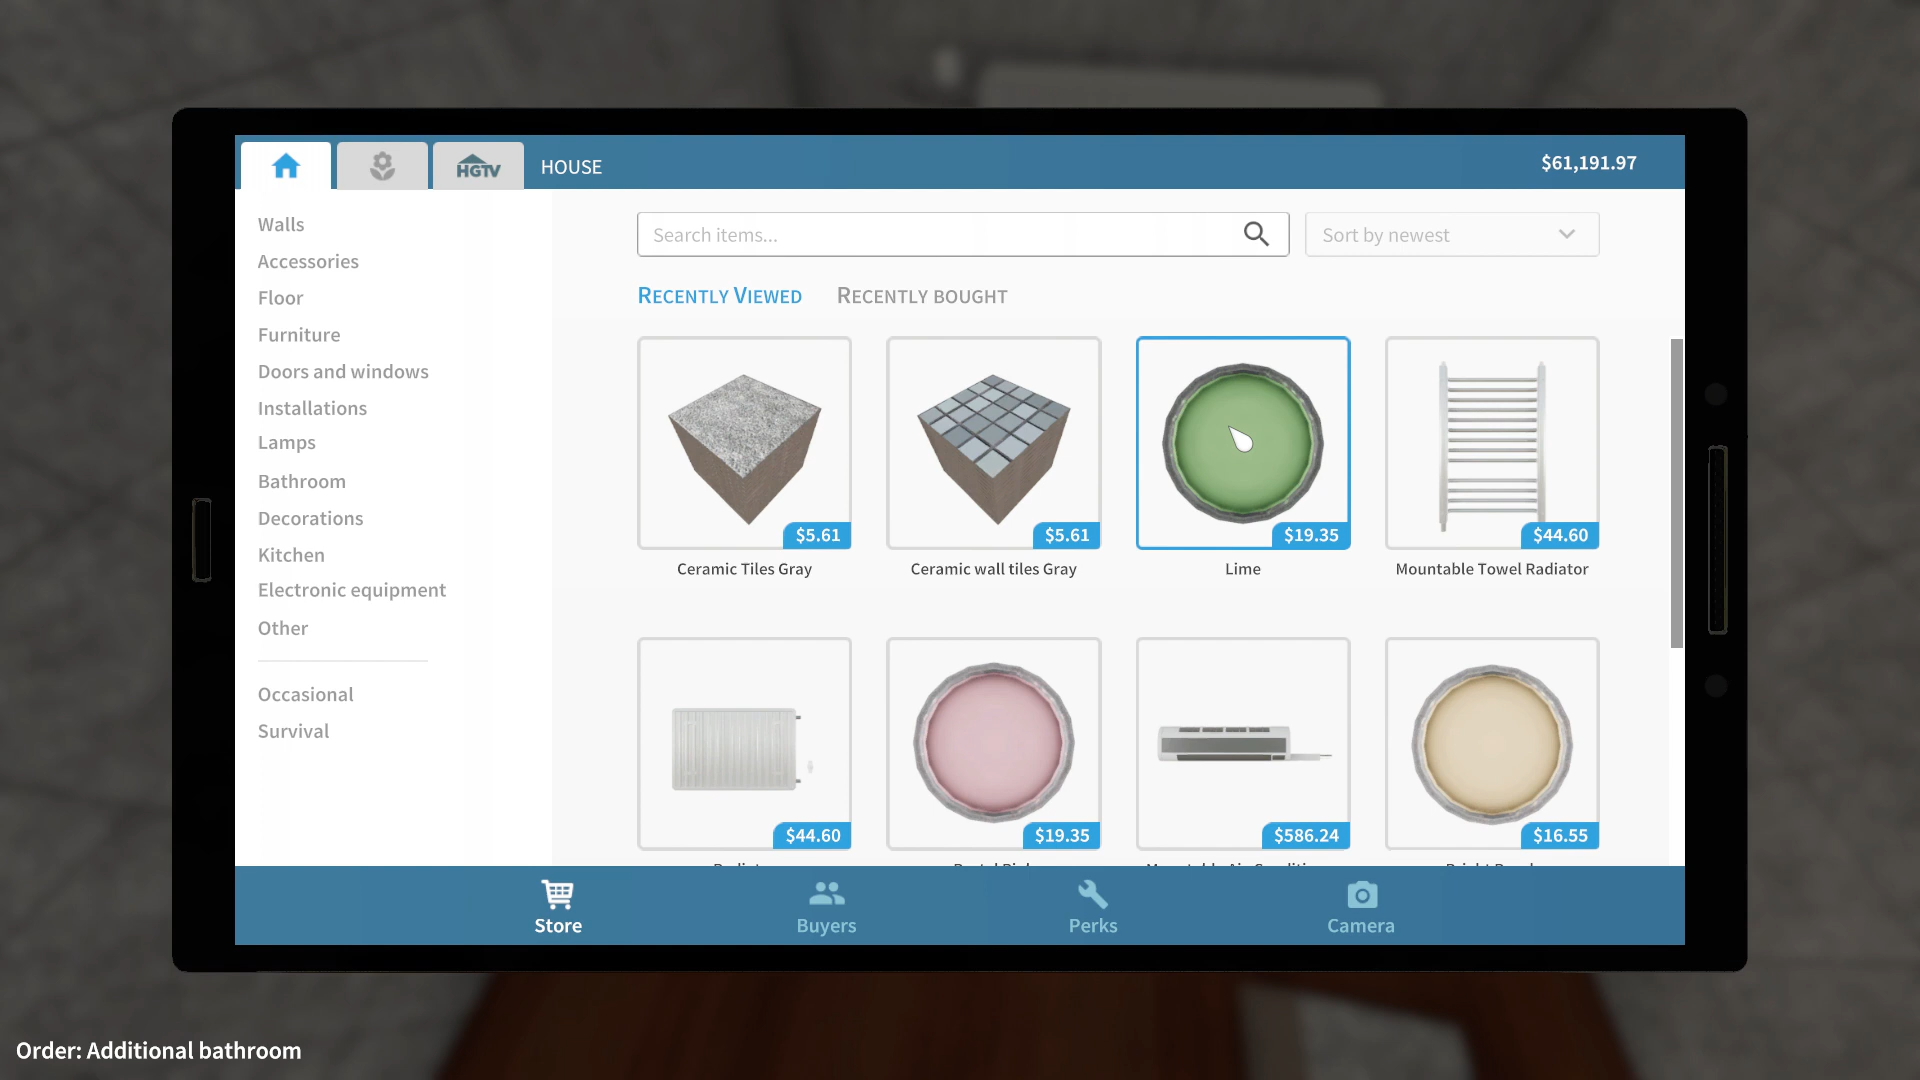 HGTV
HOUSE
$61,191.97
Walls
Accessories
Floor
Furniture
Doors and windows
Installations
Lamps
Bathroom
Decorations
Kitchen
Electronic equipment
Other
Occasional
Survival
Search items...
Sort by newest
RECENTLY VIEWED
RECENTLY BOUGHT
$5.61
$5.61
$19.35
$44.60
Ceramic Tiles Gray
Ceramic wall tiles Gray
Lime
Mountable Towel Radiator
$44.60
$19.35
$586.24
$16.55
Store
Buyers
Perks
Camera
Order: Additional bathroom